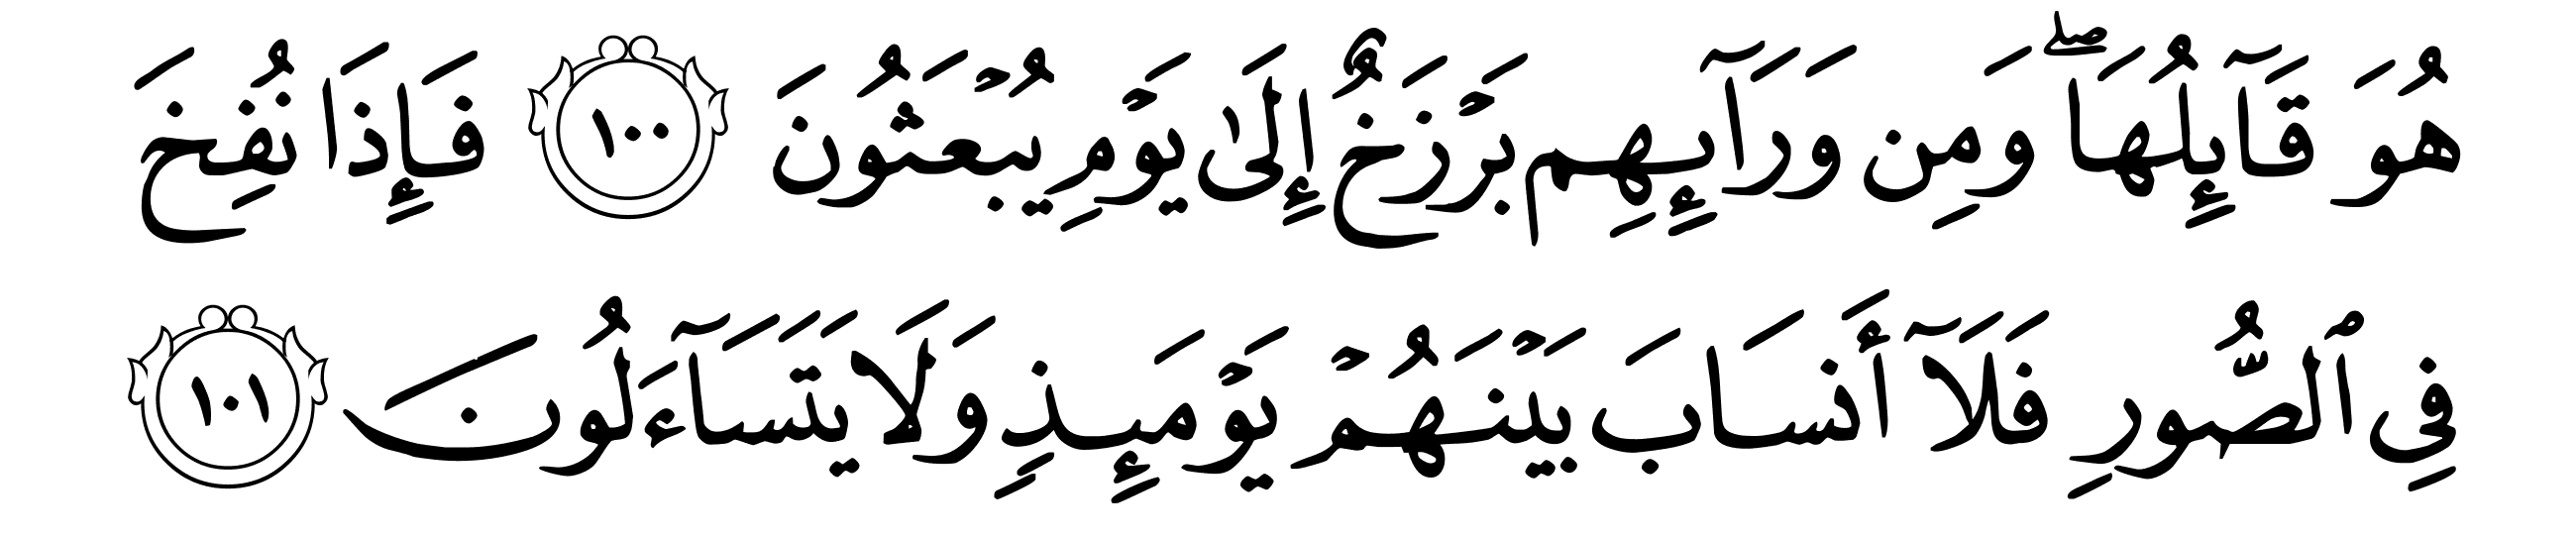 هُوَ قَآئِلُهَاۖ وَمِن وَرَآئِهِم بَرۡزَخٌ إِلَىٰ يَوۡمِ يُبۡعَثُونَ ١٠٠ فَإِذَا نُفِخَ
فِي ٱلصُّورِ فَلَآ أَنسَابَ بَيۡنَهُمۡ يَوۡمَئِذٖ وَلَا يَتَسَآءَلُونَ ١٠١